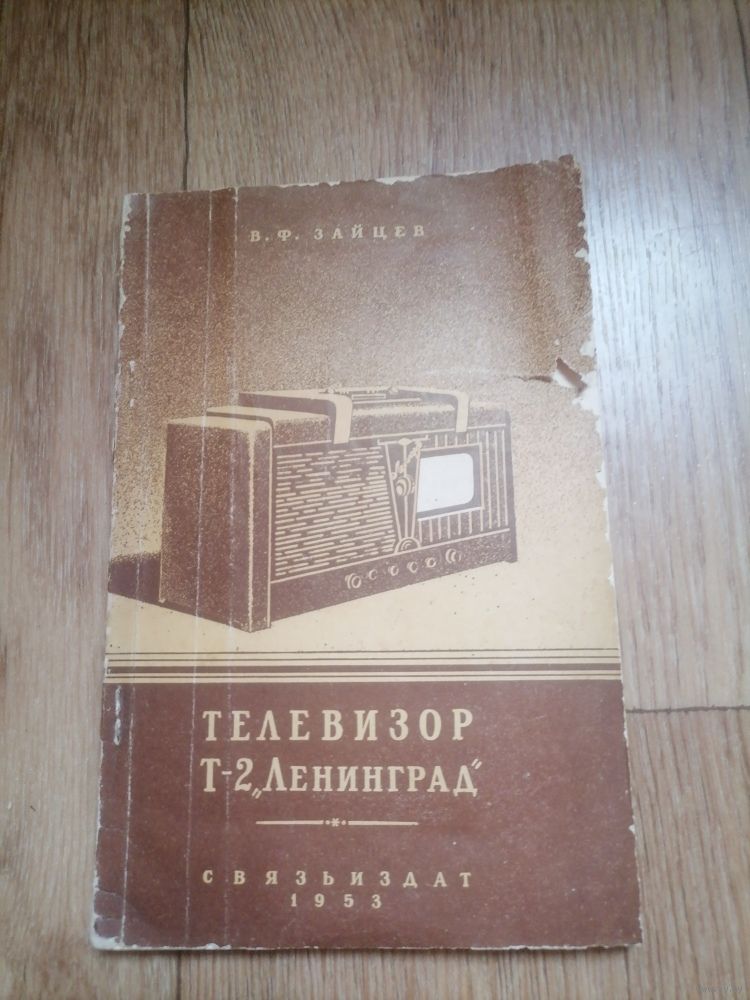 В. Ф. ЗАЙЦЕВ
ТЕЛЕВИЗОР
Т-2 „ЛЕНИНГРАД"
СВЯЗЬИЗДАТ
1953